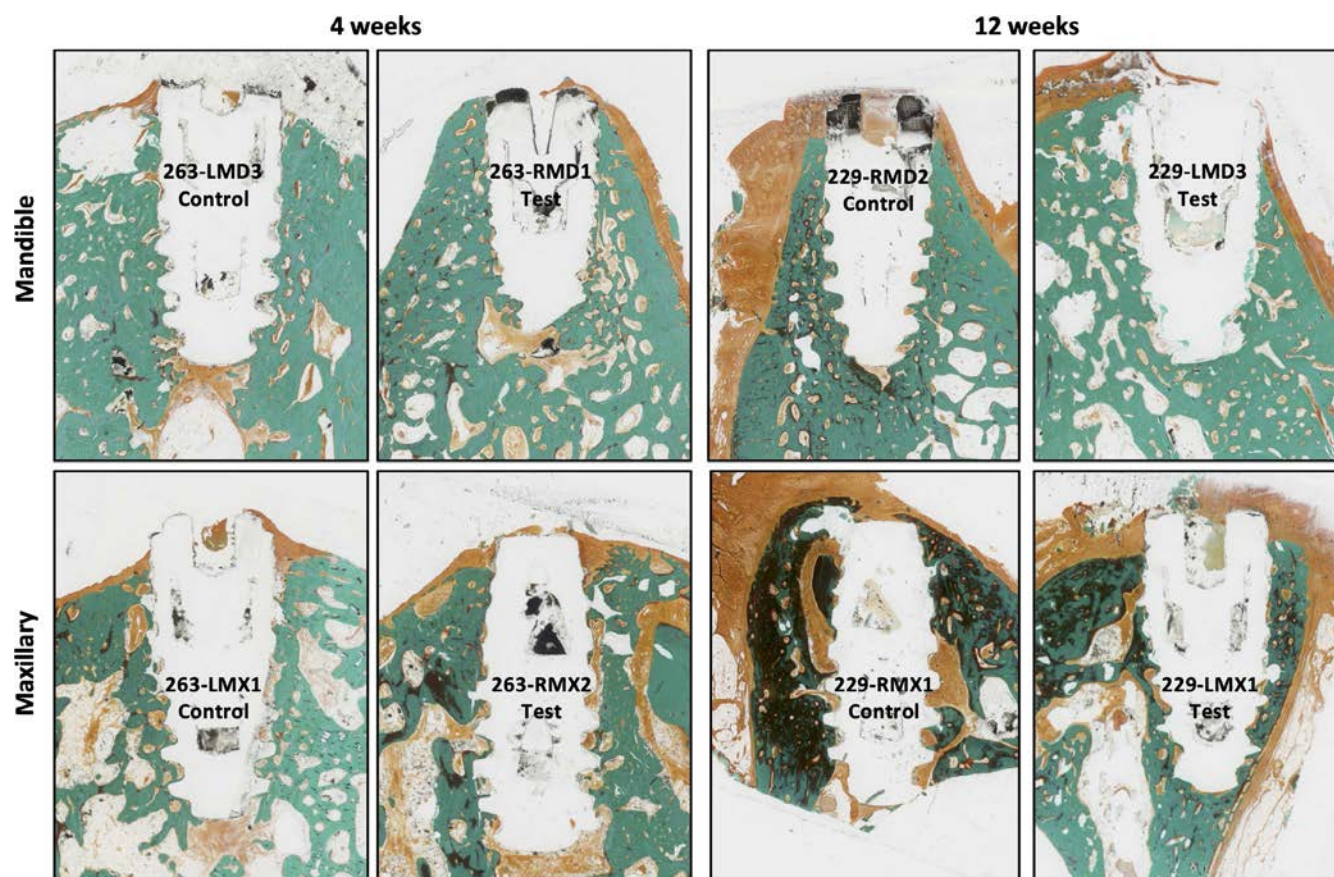 4 weeks
12 weeks
Mandible
263-LMD3
Control
263-RMD1
Test
229-RMD2
Control
229-LMD3
Test
Maxillary
263-LMX1
Control
263-RMX2
Test
229-RMX1
Control
229-LMX1
Test